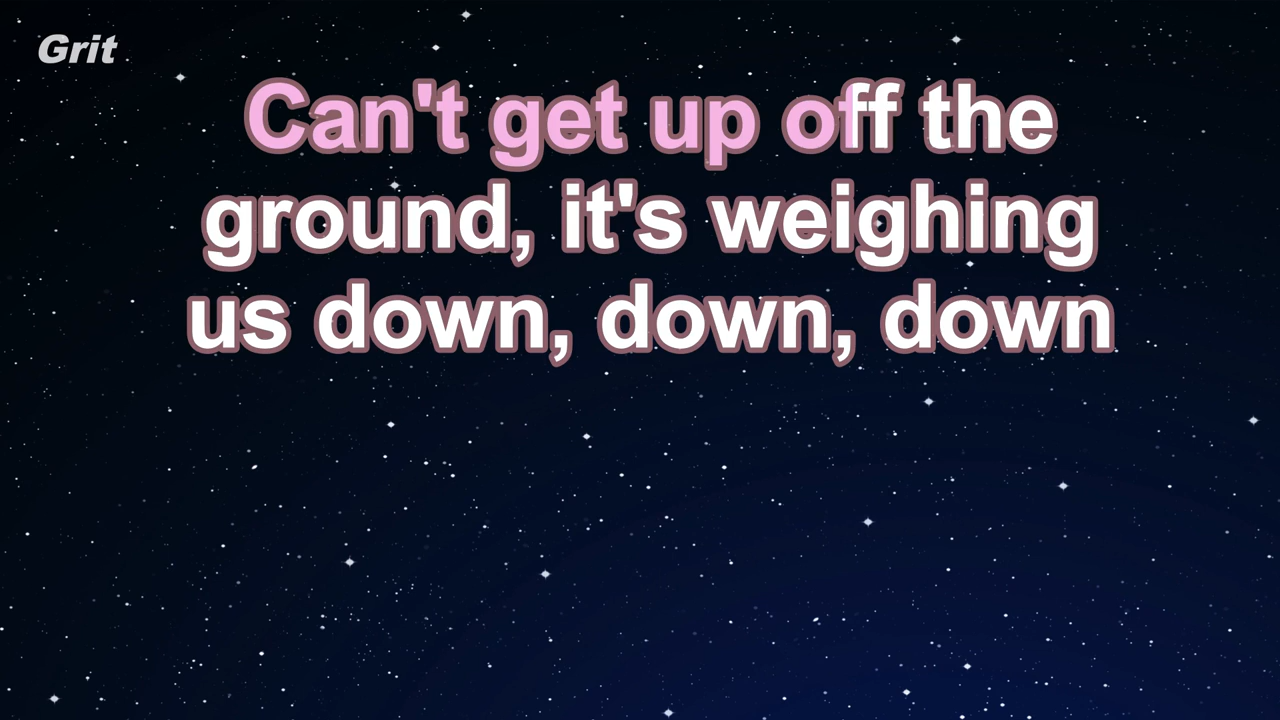 Grit
Can't get up off the
ground, it's weighing
us down, down, down